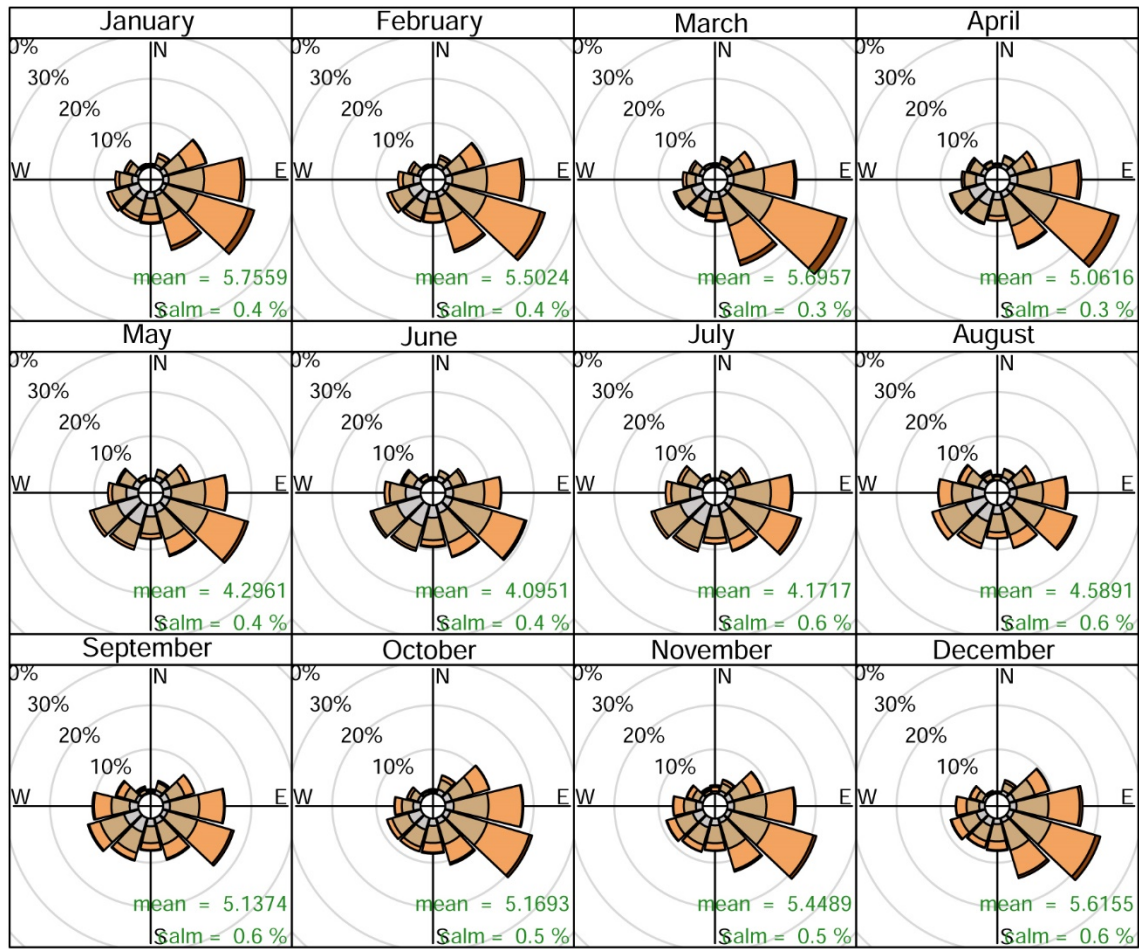 January
February
March
April
0%
30%
20%
10%
N
W
E
mean = 5.7559
S
calm = 0.4 %
0%
30%
20%
10%
N
W
E
mean = 5.5024
S
calm = 0.4 %
0%
30%
20%
10%
N
W
E
mean = 5.6957
S
calm = 0.3 %
0%
30%
20%
10%
N
W
E
mean = 5.0616
S
calm = 0.3 %
May
June
July
August
0%
30%
20%
10%
N
W
E
mean = 4.2961
S
calm = 0.4 %
0%
30%
20%
10%
N
W
E
mean = 4.0951
S
calm = 0.4 %
0%
30%
20%
10%
N
W
E
mean = 4.1717
S
calm = 0.6 %
0%
30%
20%
10%
N
W
E
mean = 4.5891
S
calm = 0.6 %
September
October
November
December
0%
30%
20%
10%
N
W
E
mean = 5.1374
S
calm = 0.6 %
0%
30%
20%
10%
N
W
E
mean = 5.1693
S
calm = 0.5 %
0%
30%
20%
10%
N
W
E
mean = 5.4489
S
calm = 0.5 %
0%
30%
20%
10%
N
W
E
mean = 5.6155
S
calm = 0.6 %